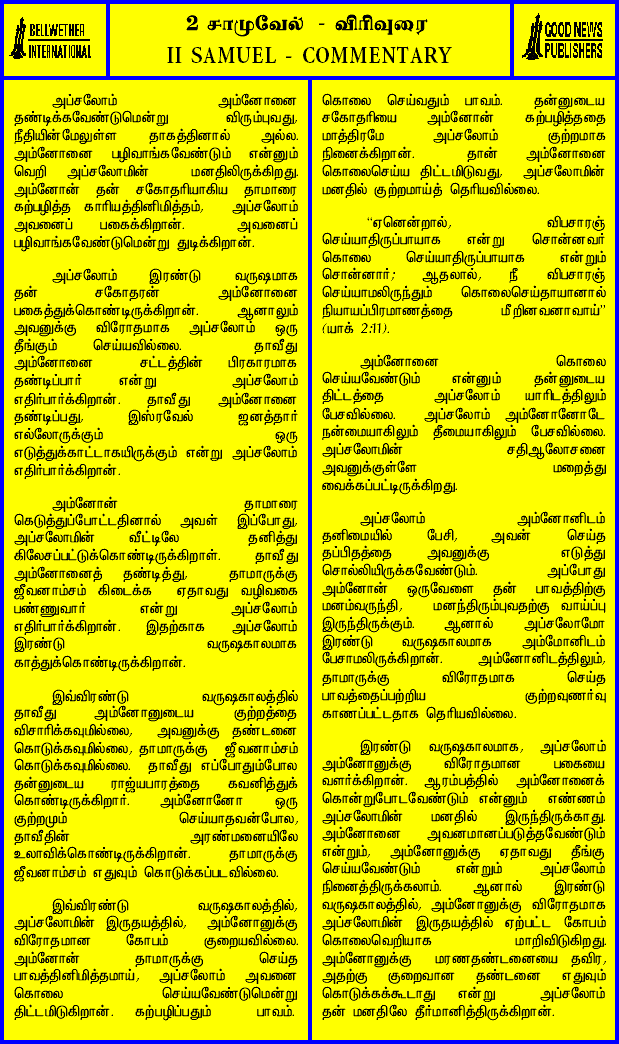 BELLWETHER
INTERNATIONAL
2 சாமுவேல் - விரிவுரை
II SAMUEL - COMMENTARY
GOOD NEWS
PUBLISHERS
அப்சலோம் அம்னோனை
தண்டிக்கவேண்டுமென்று விரும்புவது,
நீதியின்மேலுள்ள தாகத்தினால் அல்ல.
அம்னோனை பழிவாங்கவேண்டும் என்னும்
வெறி அப்சலோமின் மனதிலிருக்கிறது.
அம்னோன் தன் சகோதரியாகிய தாமாரை
கற்பழித்த காரியத்தினிமித்தம், அப்சலோம்
அவனைப் பகைக்கிறான். அவனைப்
பழிவாங்கவேண்டுமென்று துடிக்கிறான்.
அப்சலோம் இரண்டு வருஷமாக
தன் சகோதரன் அம்னோனை
பகைத்துக்கொண்டிருக்கிறான். ஆனாலும்
அவனுக்கு விரோதமாக அப்சலோம் ஒரு
தீங்கும் செய்யவில்லை. தாவீது
அம்னோனை சட்டத்தின் பிரகாரமாக
தண்டிப்பார் என்று அப்சலோம்
எதிர்பார்க்கிறான். தாவீது அம்னோனை
தண்டிப்பது, இஸ்ரவேல் ஜனத்தார்
எல்லோருக்கும் ஒரு
எடுத்துக்காட்டாகயிருக்கும் என்று அப்சலோம்
எதிர்பார்க்கிறான்.
அம்னோன் தாமாரை
கெடுத்துப்போட்டதினால் அவள் இப்போது,
அப்சலோமின் வீட்டிலே தனித்து
கிலேசப்பட்டுக்கொண்டிருக்கிறாள். தாவீது
அம்னோனைத் தண்டித்து, தாமாருக்கு
ஜீவனாம்சம் கிடைக்க ஏதாவது வழிவகை
பண்ணுவார் என்று அப்சலோம்
எதிர்பார்க்கிறான். இதற்காக அப்சலோம்
இரண்டு வருஷகாலமாக
காத்துக்கொண்டிருக்கிறான்.
இவ்விரண்டு வருஷகாலத்தில்
தாவீது அம்னோனுடைய குற்றத்தை
விசாரிக்கவுமில்லை, அவனுக்கு தண்டனை
கொடுக்கவுமில்லை, தாமாருக்கு ஜீவனாம்சம்
கொடுக்கவுமில்லை. தாவீது எப்போதும்போல
தன்னுடைய ராஜ்யபாரத்தை கவனித்துக்
கொண்டிருக்கிறார். அம்னோனோ ஒரு
குற்றமும் செய்யாதவன்போல,
தாவீதின் அரண்மனையிலே
உலாவிக்கொண்டிருக்கிறான். தாமாருக்கு
ஜீவனாம்சம் எதுவும் கொடுக்கப்படவில்லை.
இவ்விரண்டு வருஷகாலத்தில்,
அப்சலோமின் இருதயத்தில், அம்னோனுக்கு
விரோதமான கோபம் குறையவில்லை.
அம்னோன் தாமாருக்கு செய்த
பாவத்தினிமித்தமாய், அப்சலோம் அவனை
கொலை செய்யவேண்டுமென்று
திட்டமிடுகிறான். கற்பழிப்பதும் பாவம்.
கொலை செய்வதும் பாவம். தன்னுடைய
சகோதரியை அம்னோன் கற்பழித்ததை
மாத்திரமே அப்சலோம் குற்றமாக
நினைக்கிறான். தான் அம்னோனை
கொலைசெய்ய திட்டமிடுவது, அப்சலோமின்
மனதில் குற்றமாய்த் தெரியவில்லை.
“ஏனென்றால், விபசாரஞ்
செய்யாதிருப்பாயாக என்று சொன்னவர்
கொலை செய்யாதிருப்பாயாக என்றும்
சொன்னார்; ஆதலால், நீ விபசாரஞ்
செய்யாமலிருந்தும் கொலைசெய்தாயானால்
நியாயப்பிரமாணத்தை மீறினவனாவாய்”
(யாக் 2:11).
அம்னோனை கொலை
செய்யவேண்டும் என்னும் தன்னுடைய
திட்டத்தை அப்சலோம் யாரிடத்திலும்
பேசவில்லை. அப்சலோம் அம்னோனோடே
நன்மையாகிலும் தீமையாகிலும் பேசவில்லை.
அப்சலோமின் சதிஆலோசனை
அவனுக்குள்ளே மறைத்து
வைக்கப்பட்டிருக்கிறது.
அப்சலோம் அம்னோனிடம்
தனிமையில் பேசி, அவன் செய்த
தப்பிதத்தை அவனுக்கு எடுத்து
சொல்லியிருக்கவேண்டும். அப்போது
அம்னோன் ஒருவேளை தன் பாவத்திற்கு
மனம்வருந்தி, மனந்திரும்புவதற்கு வாய்ப்பு
இருந்திருக்கும். ஆனால் அப்சலோமோ
இரண்டு வருஷகாலமாக அம்மோனிடம்
பேசாமலிருக்கிறான். அம்னோனிடத்திலும்,
தாமாருக்கு விரோதமாக செய்த
பாவத்தைப்பற்றிய குற்றவுணர்வு
காணப்பட்டதாக தெரியவில்லை.
இரண்டு வருஷகாலமாக, அப்சலோம்
அம்னோனுக்கு விரோதமான பகையை
வளர்க்கிறான். ஆரம்பத்தில் அம்னோனைக்
கொன்றுபோடவேண்டும் என்னும் எண்ணம்
அப்சலோமின் மனதில் இருந்திருக்காது.
அம்னோனை அவனமானப்படுத்தவேண்டும்
என்றும், அம்னோனுக்கு ஏதாவது தீங்கு
செய்யவேண்டும் என்றும் அப்சலோம்
நினைத்திருக்கலாம். ஆனால் இரண்டு
வருஷகாலத்தில், அம்னோனுக்கு விரோதமாக
அப்சலோமின் இருதயத்தில் ஏற்பட்ட கோபம்
கொலைவெறியாக மாறிவிடுகிறது.
அம்னோனுக்கு மரணதண்டனையை தவிர,
அதற்கு குறைவான தண்டனை எதுவும்
கொடுக்கக்கூடாது என்று அப்சலோம்
தன் மனதிலே தீர்மானித்திருக்கிறான்.